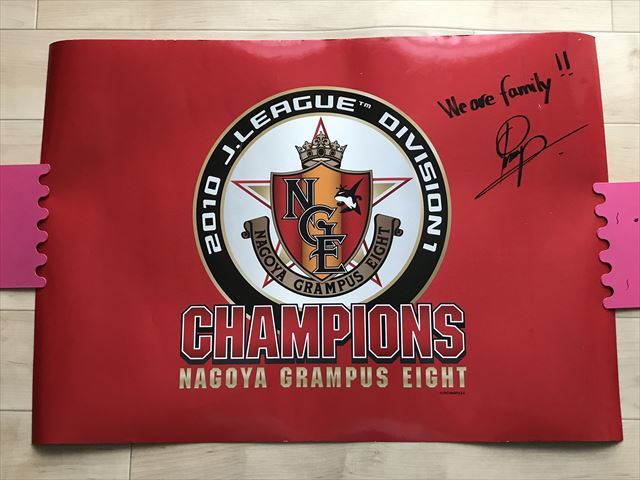 We are family!!
2010 J.LEAGUE™ DIVISION 1
NGE
NAGOYA GRAMPUS EIGHT
CHAMPIONS
NAGOYA GRAMPUS EIGHT